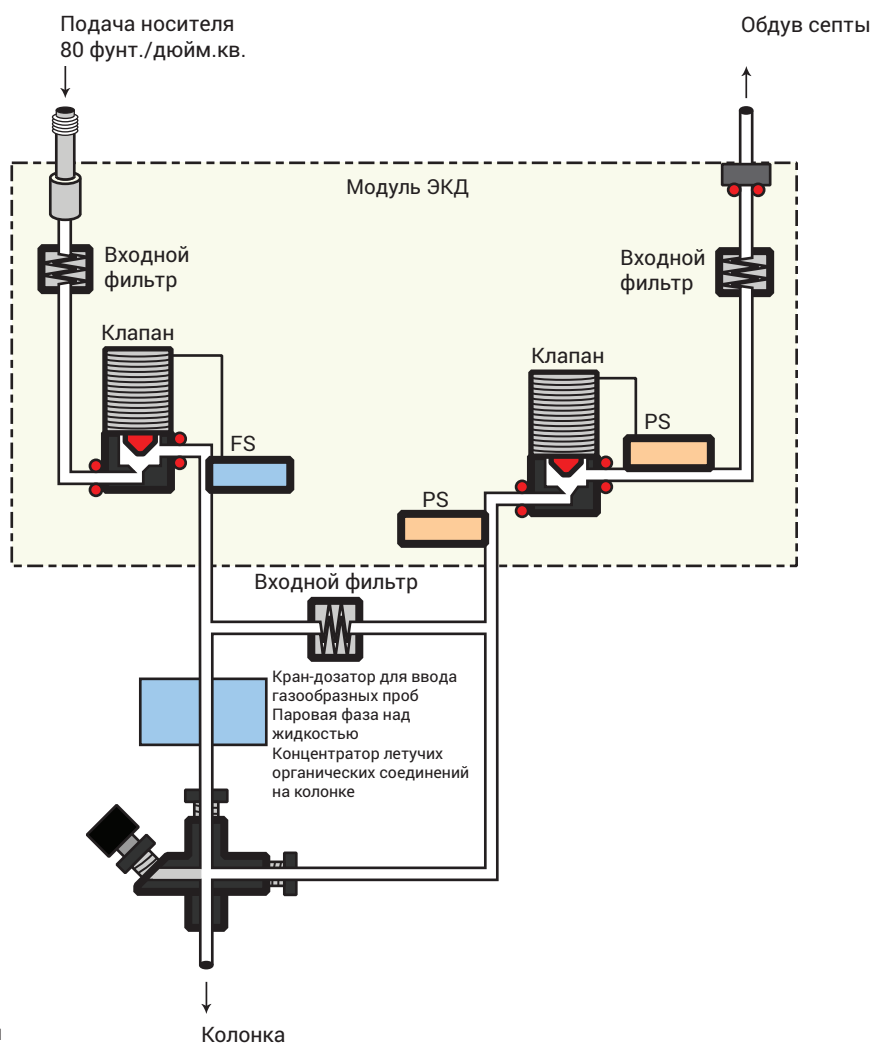 Подача носителя
80 фунт./дюйм.кв.
Обдув септы
Модуль ЭКД
Входной
фильтр
Входной
фильтр
Клапан
Клапан
FS
PS
PS
Входной фильтр
Кран-дозатор для ввода
газообразных проб
Паровая фаза над
жидкостью
Концентратор летучих
органических соединений
на колонке
Колонка